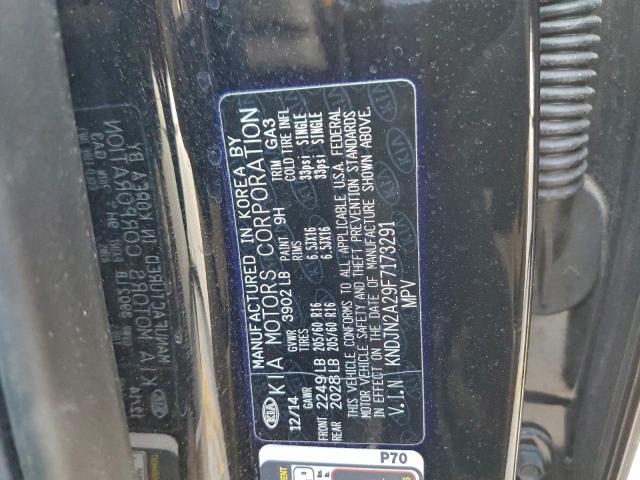 MANUFACTURED IN KOREA BY
KIA MOTORS CORPORATION
12/14 GVWR 3902 LB PAINT 9H TRIM GA3
GAWR TIRES RIMS COLD TIRE INFL
FRONT 2249 LB 205/60 R16 6.5JX16 33psi SINGLE
REAR 2028 LB 205/60 R16 6.5JX16 33psi SINGLE
THIS VEHICLE CONFORMS TO ALL APPLICABLE U.S.A. FEDERAL
MOTOR VEHICLE SAFETY AND THEFT PREVENTION STANDARDS
IN EFFECT ON THE DATE OF MANUFACTURE SHOWN ABOVE.
V.I.N KNDJN2A29F7173291
MPV
KIA
P70